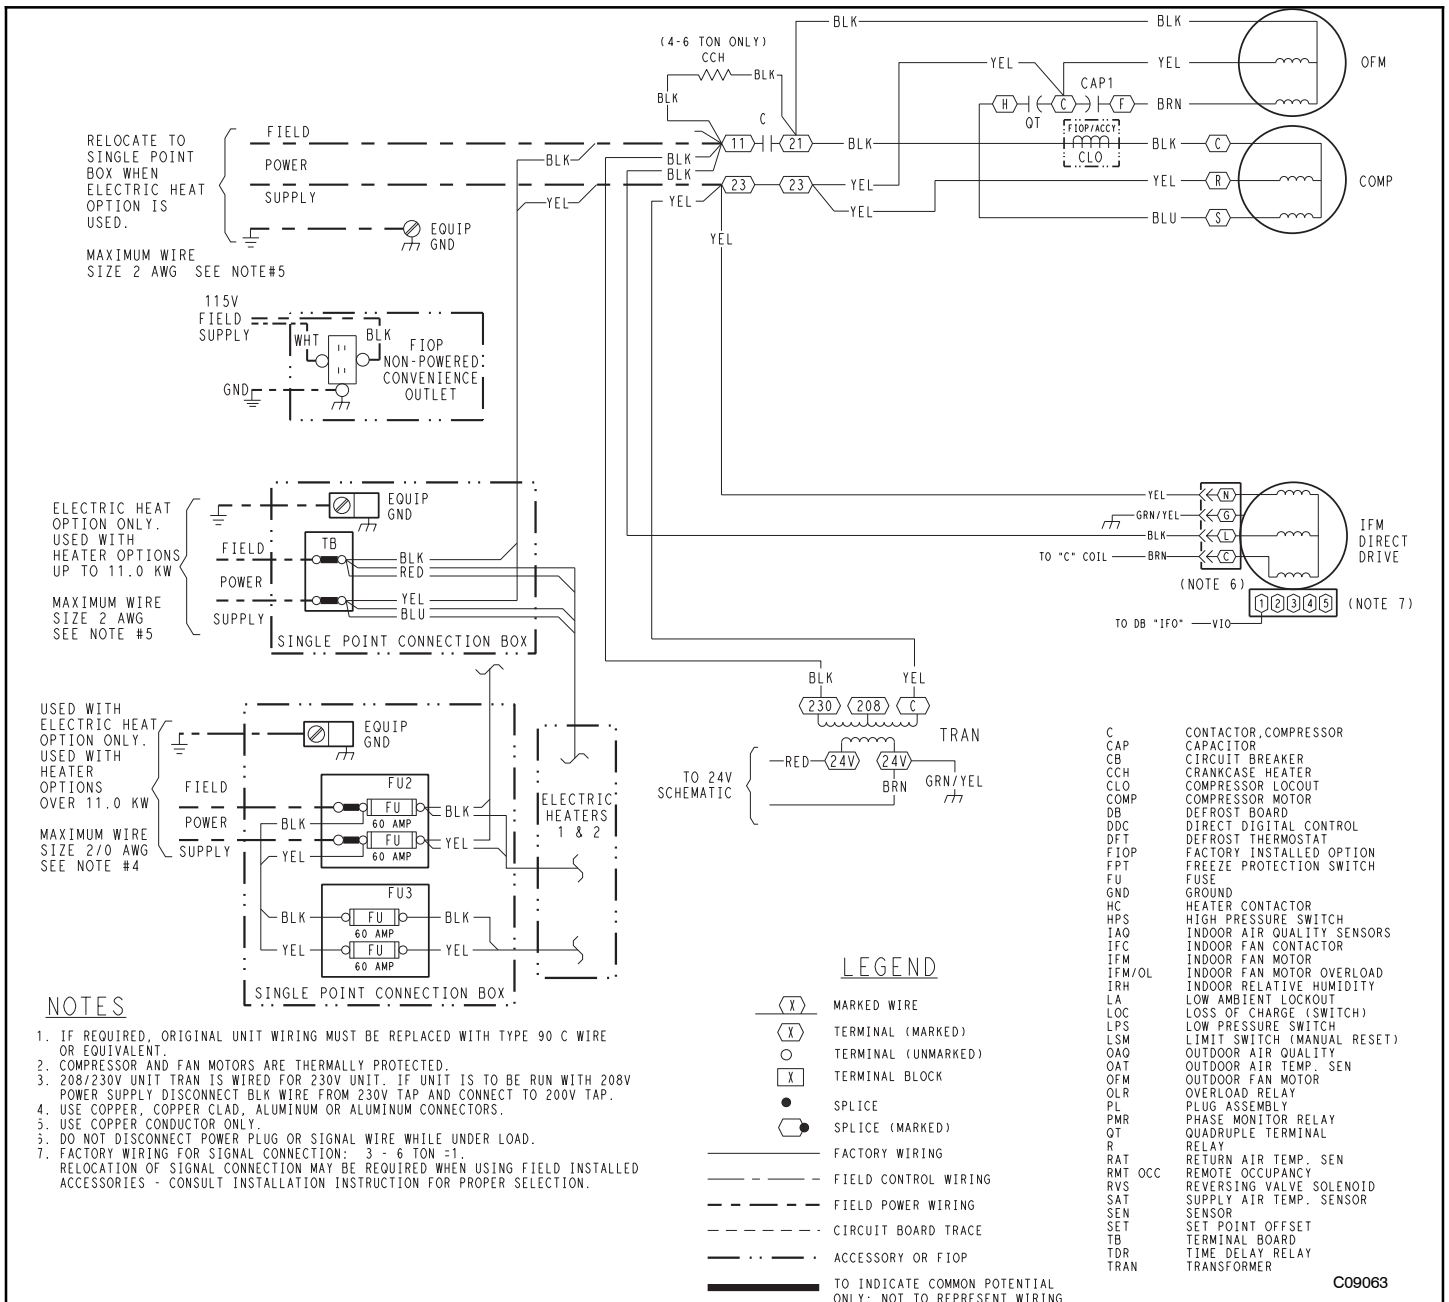 (4-6 TON ONLY)
CCH
BLK
BLK
BLK
BLK
OFM
YEL
YEL
CAP1
H
C
F
BRN
QT
C
11
21
BLK
FIOP/ACCY
CLO
BLK
C
YEL
R
COMP
BLU
S
RELOCATE TO
SINGLE POINT
BOX WHEN
ELECTRIC HEAT
OPTION IS
USED.
MAXIMUM WIRE
SIZE 2 AWG SEE NOTE#5
FIELD
POWER
SUPPLY
EQUIP
GND
BLK
YEL
BLK
BLK
YEL
23
23
YEL
YEL
YEL
115V
FIELD
SUPPLY
WHT
BLK
FIOP
NON-POWERED
CONVENIENCE
OUTLET
GND
ELECTRIC HEAT
OPTION ONLY.
USED WITH
HEATER OPTIONS
UP TO 11.0 KW
MAXIMUM WIRE
SIZE 2 AWG
SEE NOTE #5
FIELD
POWER
SUPPLY
EQUIP
GND
TB
BLK
RED
YEL
BLU
SINGLE POINT CONNECTION BOX
YEL
N
GRN/YEL
G
BLK
L
TO "C" COIL
BRN
C
IFM
DIRECT
DRIVE
(NOTE 6)
1 2 3 4 5
(NOTE 7)
TO DB "IFO"
VIO
BLK
YEL
230
208
C
TRAN
RED
24V
24V
TO 24V
SCHEMATIC
BRN
GRN/YEL
USED WITH
ELECTRIC HEAT
OPTION ONLY.
USED WITH
HEATER
OPTIONS
OVER 11.0 KW
MAXIMUM WIRE
SIZE 2/0 AWG
SEE NOTE #4
FIELD
POWER
SUPPLY
EQUIP
GND
FU2
FU
60 AMP
FU
60 AMP
BLK
YEL
BLK
YEL
FU3
BLK
FU
BLK
60 AMP
YEL
FU
YEL
60 AMP
SINGLE POINT CONNECTION BOX
ELECTRIC
HEATERS
1 & 2
NOTES
1. IF REQUIRED, ORIGINAL UNIT WIRING MUST BE REPLACED WITH TYPE 90 C WIRE
OR EQUIVALENT.
2. COMPRESSOR AND FAN MOTORS ARE THERMALLY PROTECTED.
3. 208/230V UNIT TRAN IS WIRED FOR 230V UNIT. IF UNIT IS TO BE RUN WITH 208V
POWER SUPPLY DISCONNECT BLK WIRE FROM 230V TAP AND CONNECT TO 200V TAP.
4. USE COPPER, COPPER CLAD, ALUMINUM OR ALUMINUM CONNECTORS.
5. USE COPPER CONDUCTOR ONLY.
6. DO NOT DISCONNECT POWER PLUG OR SIGNAL WIRE WHILE UNDER LOAD.
7. FACTORY WIRING FOR SIGNAL CONNECTION: 3 - 6 TON =1.
RELOCATION OF SIGNAL CONNECTION MAY BE REQUIRED WHEN USING FIELD INSTALLED
ACCESSORIES - CONSULT INSTALLATION INSTRUCTION FOR PROPER SELECTION.
LEGEND
X MARKED WIRE
X TERMINAL (MARKED)
TERMINAL (UNMARKED)
X TERMINAL BLOCK
SPLICE
SPLICE (MARKED)
FACTORY WIRING
FIELD CONTROL WIRING
FIELD POWER WIRING
CIRCUIT BOARD TRACE
ACCESSORY OR FIOP
TO INDICATE COMMON POTENTIAL
ONLY: NOT TO REPRESENT WIRING
C CONTACTOR,COMPRESSOR
CAP CAPACITOR
CB CIRCUIT BREAKER
CCH CRANKCASE HEATER
CLO COMPRESSOR LOCOUT
COMP COMPRESSOR MOTOR
DB DEFROST BOARD
DDC DIRECT DIGITAL CONTROL
DFT DEFROST THERMOSTAT
FIOP FACTORY INSTALLED OPTION
FPT FREEZE PROTECTION SWITCH
FU FUSE
GND GROUND
HC HEATER CONTACTOR
HPS HIGH PRESSURE SWITCH
IAQ INDOOR AIR QUALITY SENSORS
IFC INDOOR FAN CONTACTOR
IFM INDOOR FAN MOTOR
IFM/OL INDOOR FAN MOTOR OVERLOAD
IRH INDOOR RELATIVE HUMIDITY
LA LOW AMBIENT LOCKOUT
LOC LOSS OF CHARGE (SWITCH)
LPS LOW PRESSURE SWITCH
LSM LIMIT SWITCH (MANUAL RESET)
OAQ OUTDOOR AIR QUALITY
OAT OUTDOOR AIR TEMP. SEN
OFM OUTDOOR FAN MOTOR
OLR OVERLOAD RELAY
PL PLUG ASSEMBLY
PMR PHASE MONITOR RELAY
QT QUADRUPLE TERMINAL
R RELAY
RAT RETURN AIR TEMP. SEN
RMT OCC REMOTE OCCUPANCY
RVS REVERSING VALVE SOLENOID
SAT SUPPLY AIR TEMP. SENSOR
SEN SENSOR
SET SET POINT OFFSET
TB TERMINAL BOARD
TDR TIME DELAY RELAY
TRAN TRANSFORMER
C09063